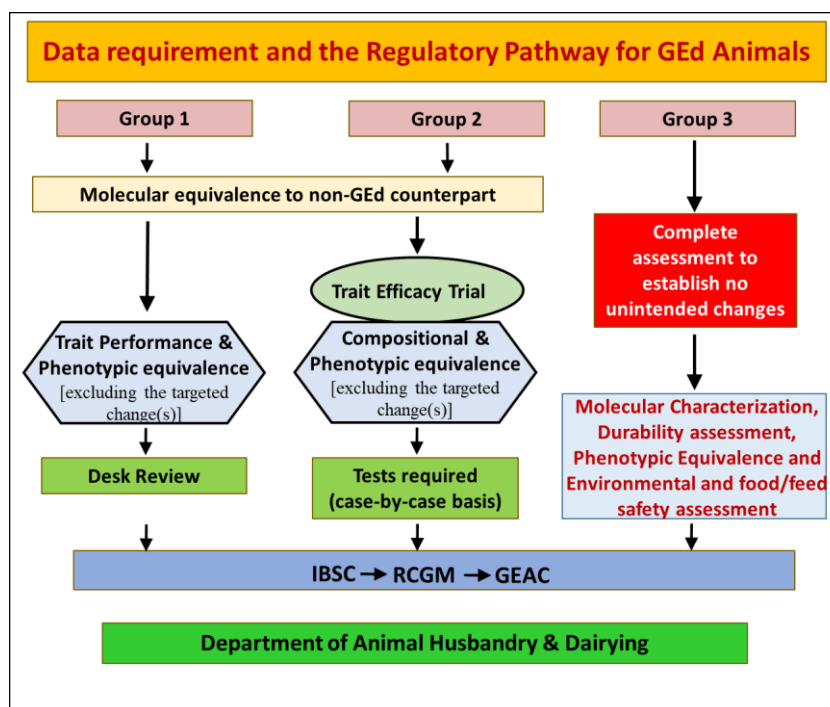 Data requirement and the Regulatory Pathway for GEd Animals
Group 1
Group 2
Group 3
Molecular equivalence to non-GEd counterpart
Complete
assessment to
establish no
unintended changes
Trait Efficacy Trial
Trait Performance &
Phenotypic equivalence
[excluding the targeted
change(s)]
Compositional &
Phenotypic equivalence
[excluding the targeted
change(s)]
Molecular Characterization,
Durability assessment,
Phenotypic Equivalence and
Environmental and food/feed
safety assessment
Desk Review
Tests required
(case-by-case basis)
IBSC → RCGM → GEAC
Department of Animal Husbandry & Dairying